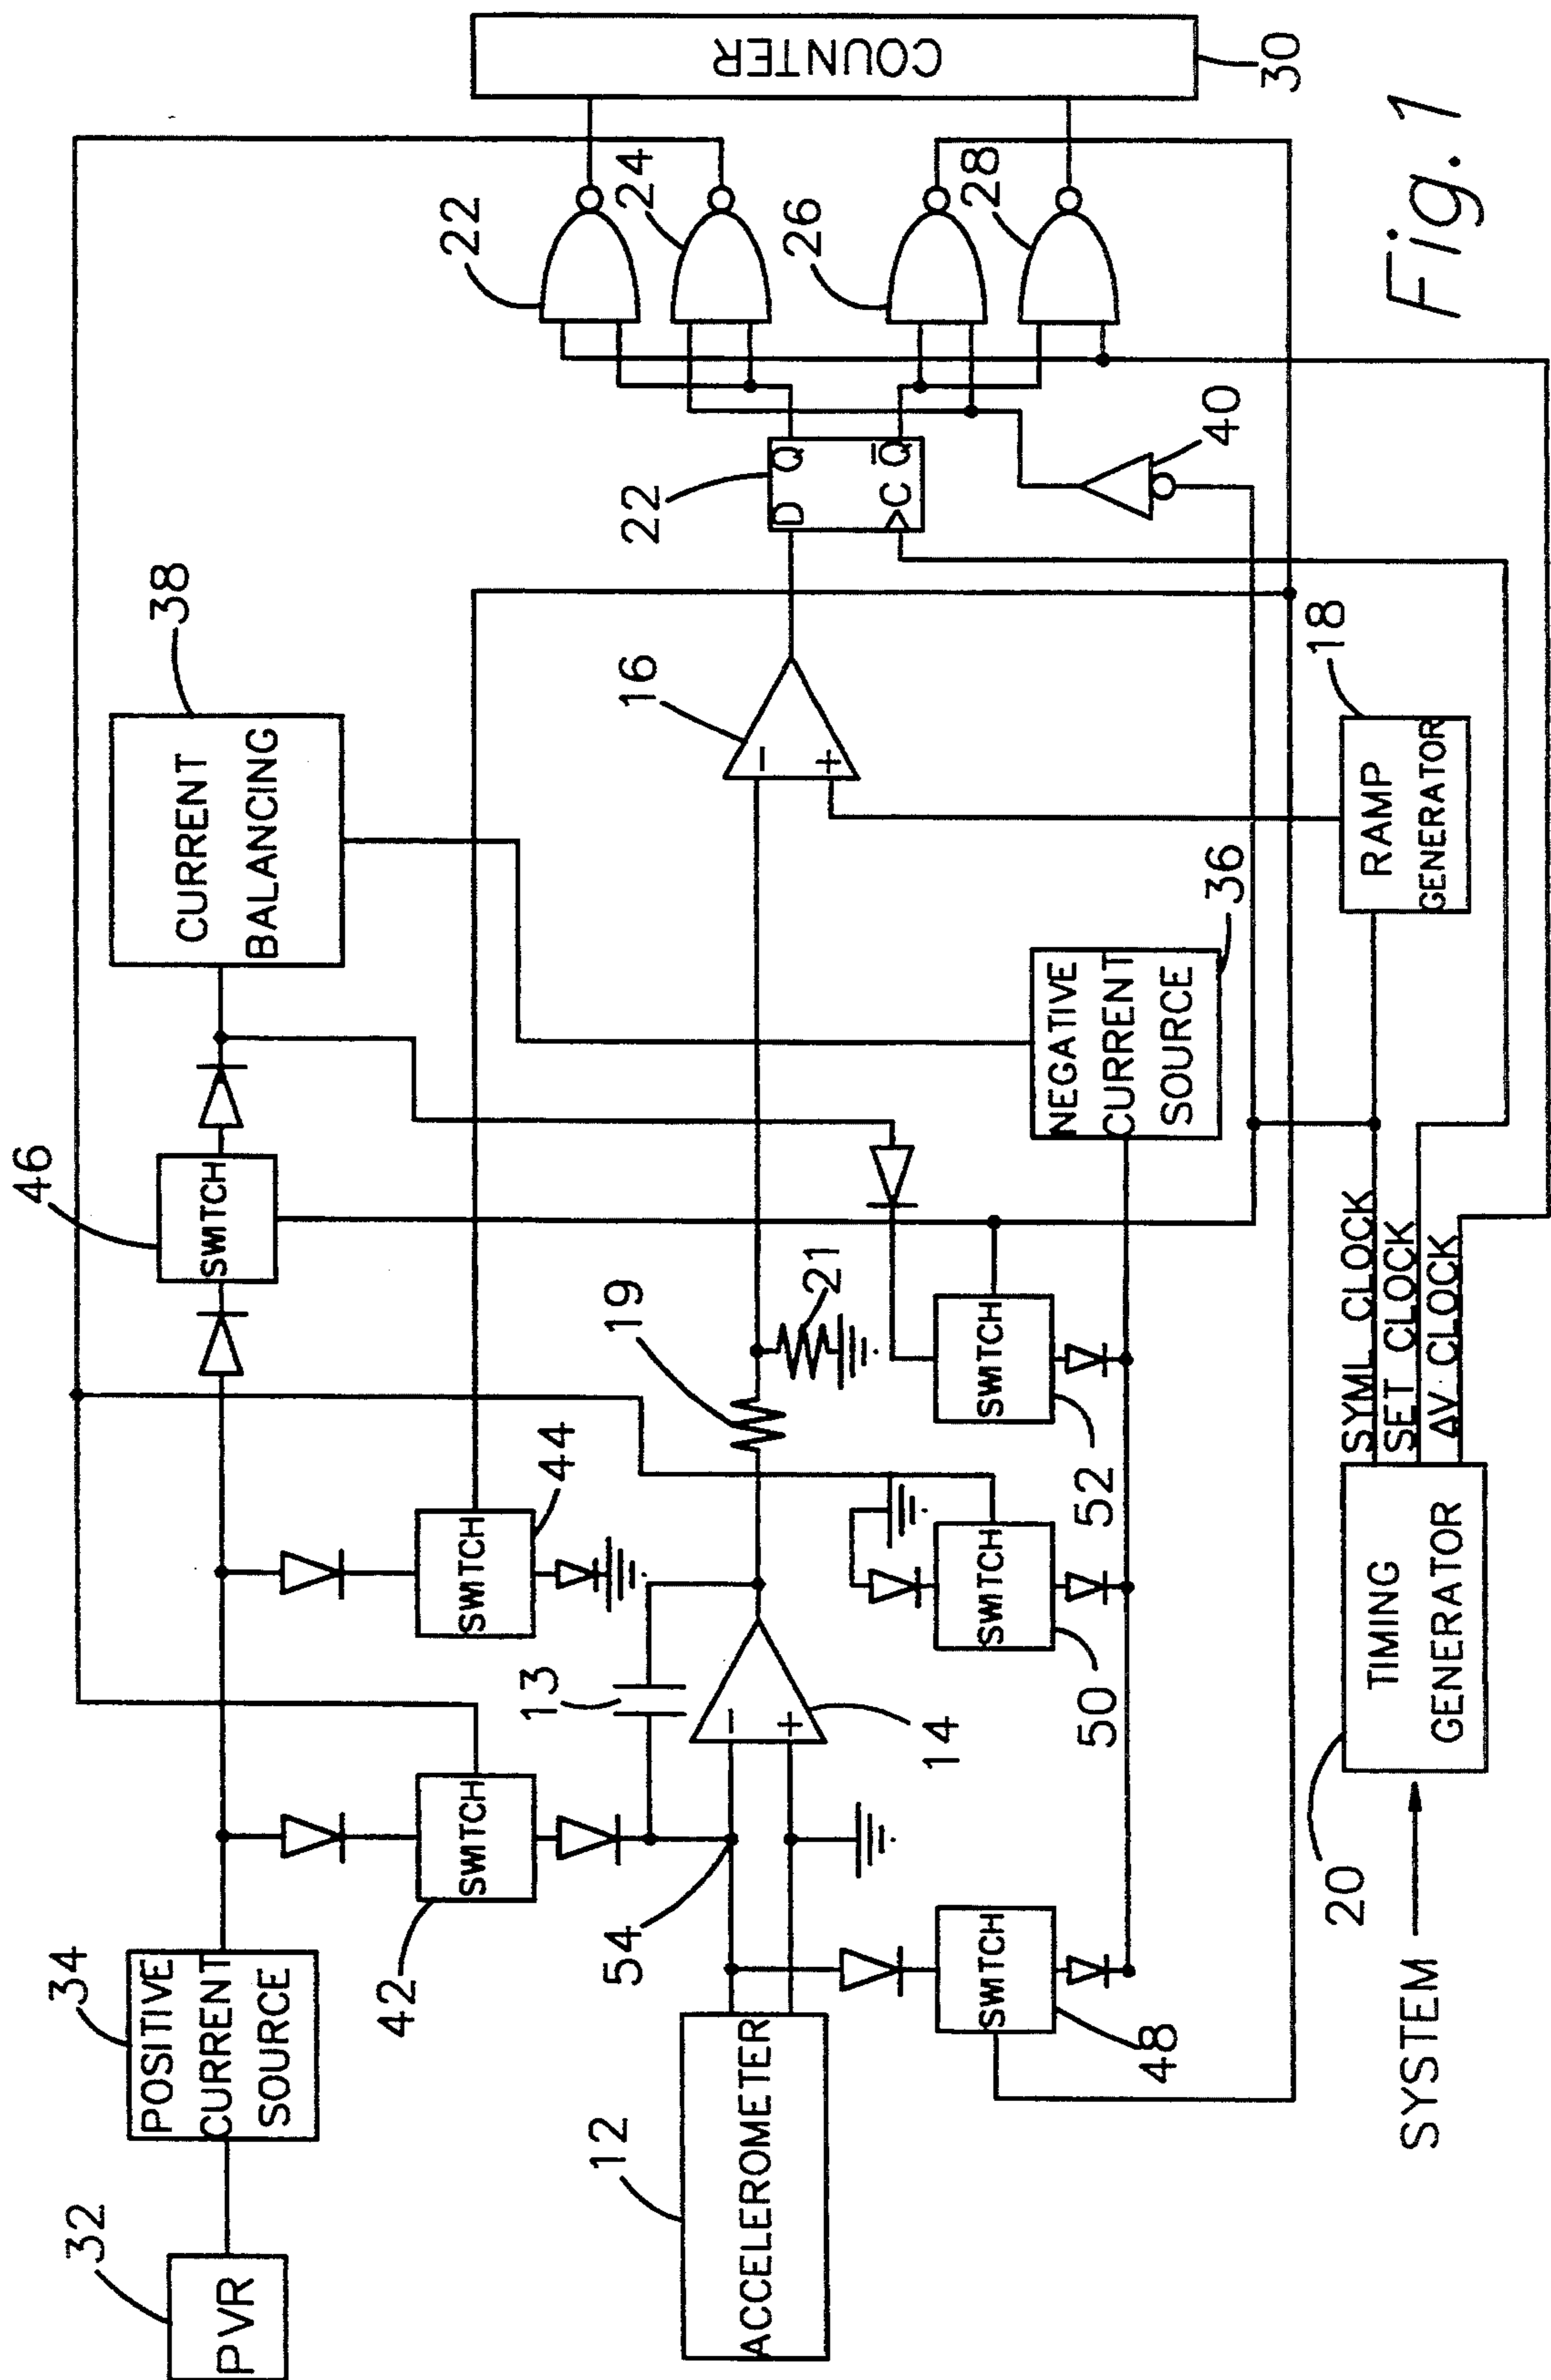 32
PVR
34
POSITIVE
CURRENT
SOURCE
46
SWITCH
38
CURRENT
BALANCING
42
SWITCH
44
SWITCH
12
ACCELEROMETER
54
13
−
+
14
19
21
16
−
+
22
D
Q
C
Q̅
22
24
26
28
COUNTER
30
48
SWITCH
50
SWITCH
52
SWITCH
NEGATIVE
CURRENT
SOURCE
36
40
SYSTEM
20
TIMING
GENERATOR
SYML CLOCK
SET CLOCK
ΔV CLOCK
18
RAMP
GENERATOR
Fig. 1